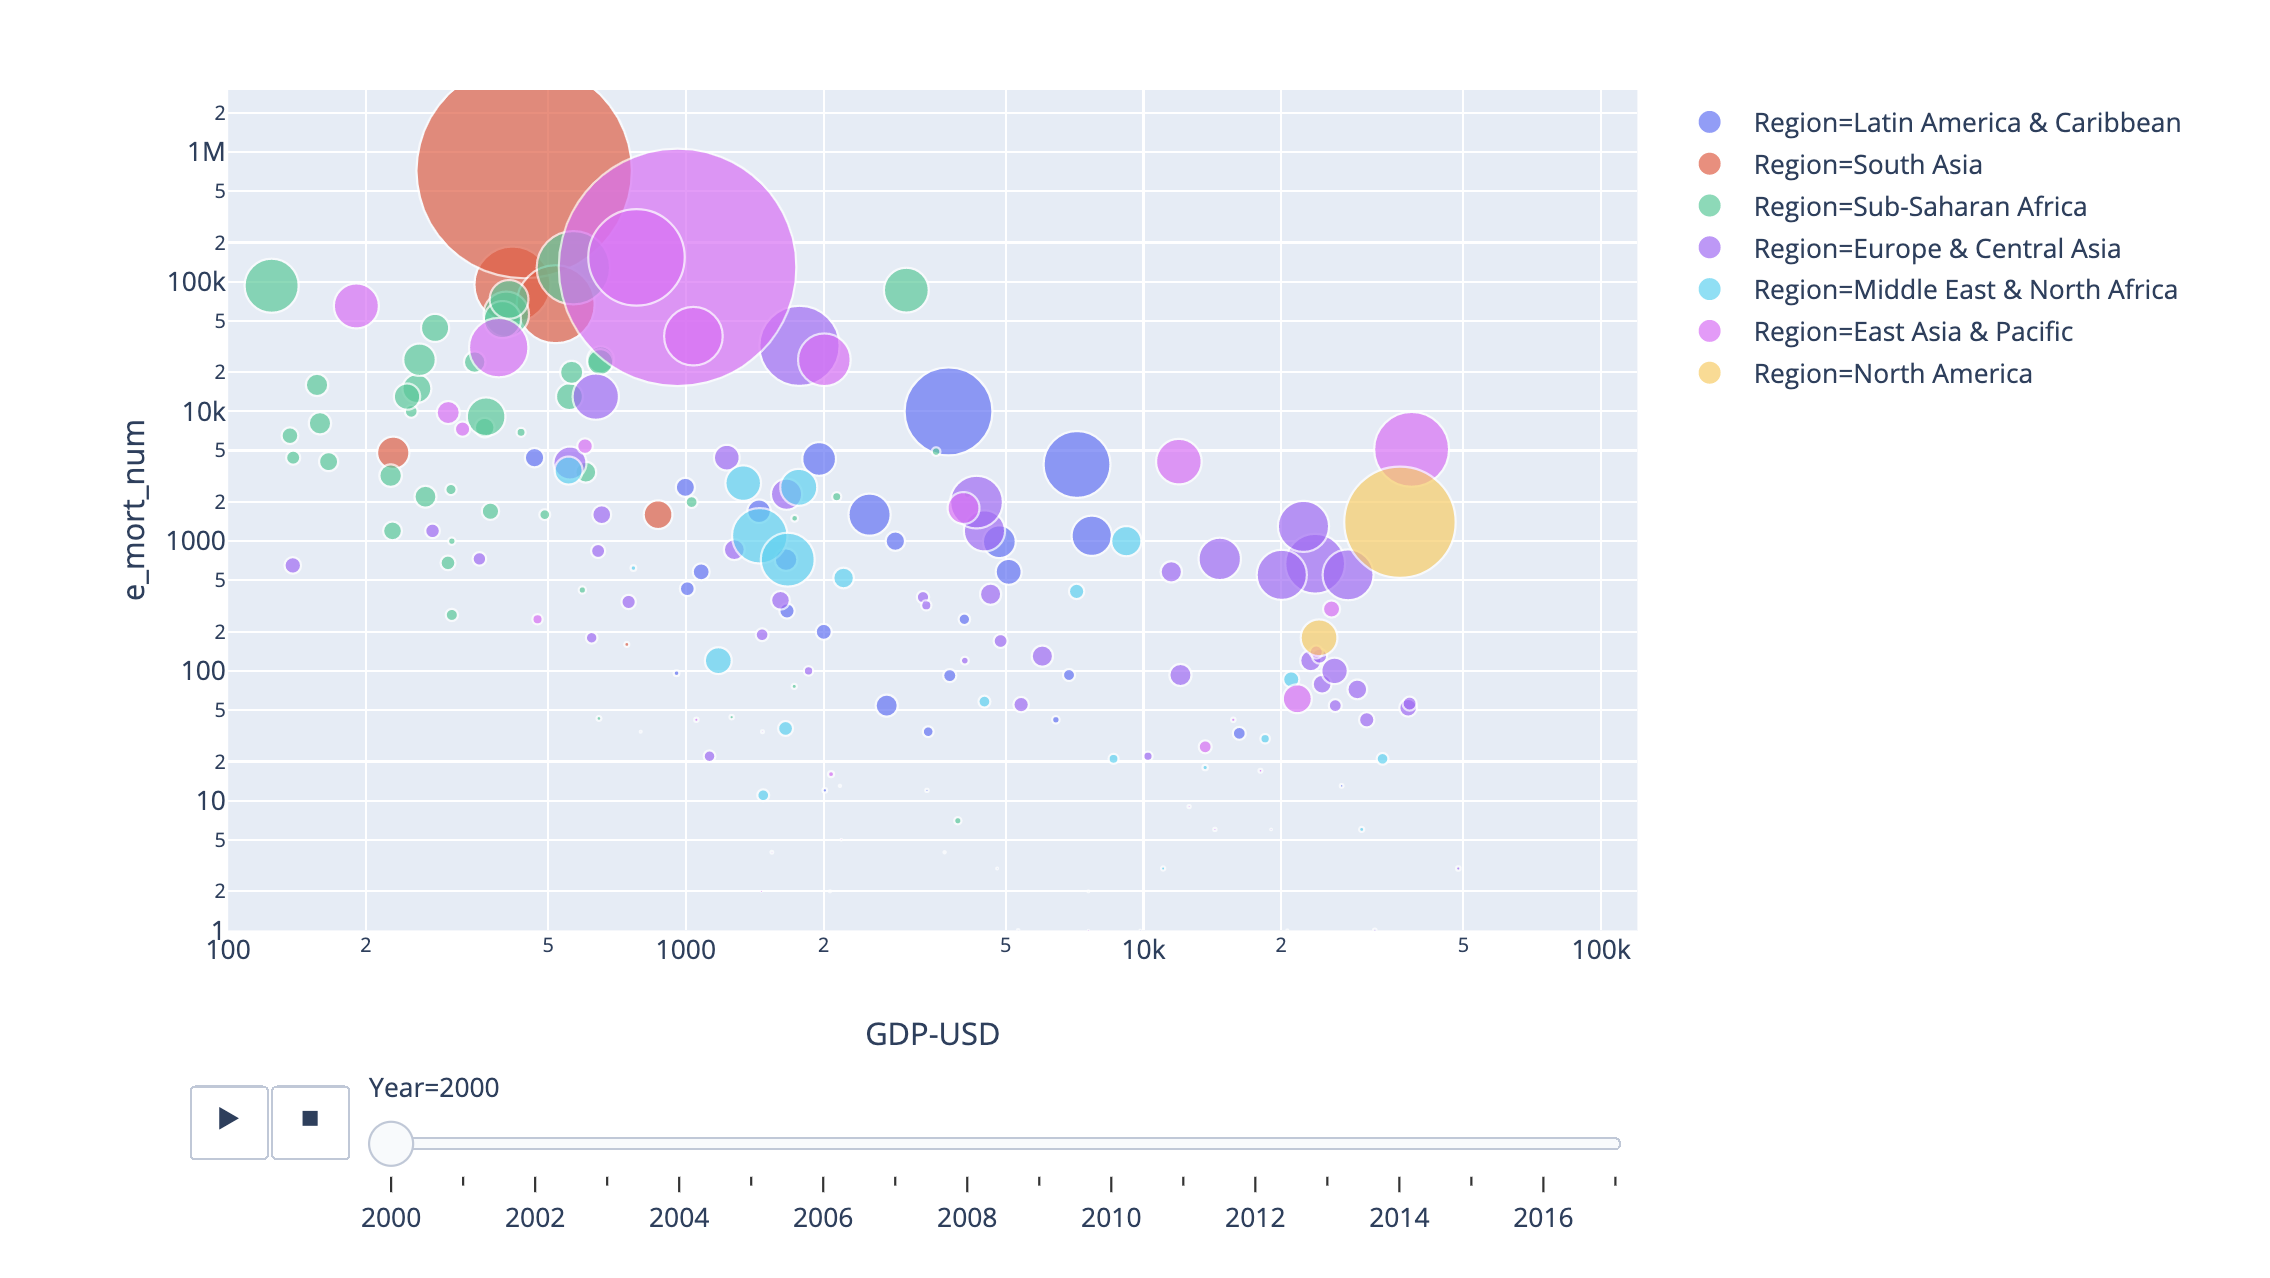 2
1M
5
2
100k
5
2
10k
5
2
1000
5
2
100
5
2
10
5
2
1
e_mort_num
100 2 5 1000 2 5 10k 2 5 100k
GDP-USD
Region=Latin America & Caribbean
Region=South Asia
Region=Sub-Saharan Africa
Region=Europe & Central Asia
Region=Middle East & North Africa
Region=East Asia & Pacific
Region=North America
Year=2000
2000 2002 2004 2006 2008 2010 2012 2014 2016